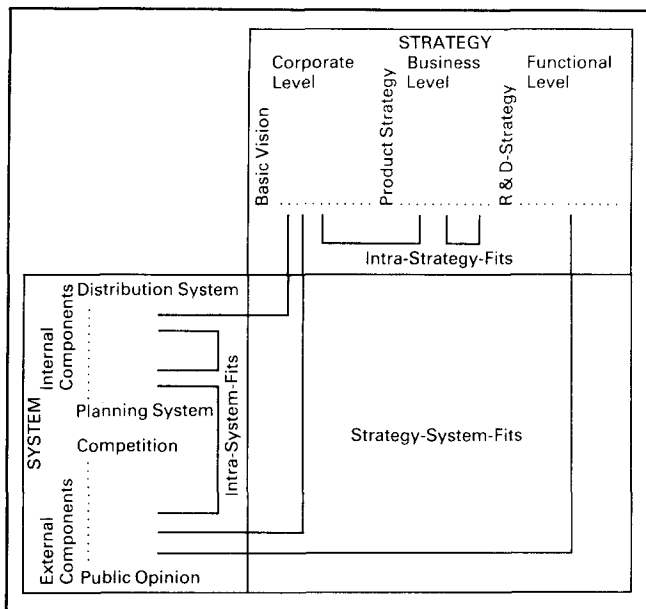 STRATEGY
Corporate Level
Business Level
Functional Level
Basic Vision
Product Strategy
R & D-Strategy
Intra-Strategy-Fits
SYSTEM
Internal Components
Distribution System
Planning System
Intra-System-Fits
Strategy-System-Fits
External Components
Competition
Public Opinion